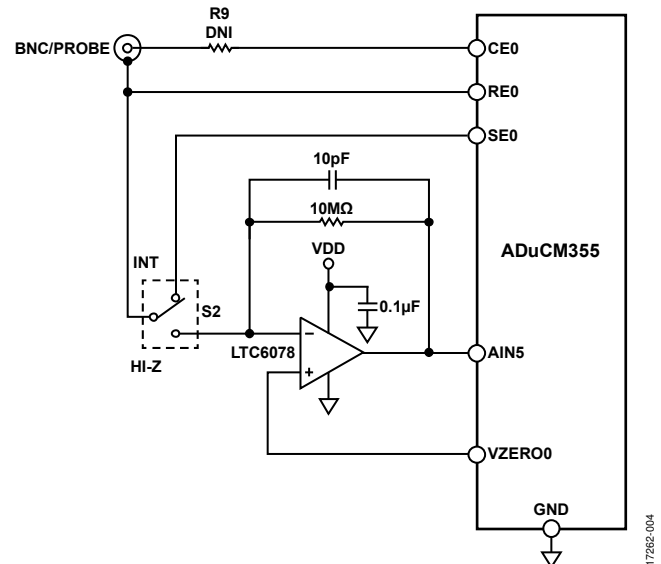 R9
DNI
BNC/PROBE
CE0
RE0
SE0
10pF
10MΩ
VDD
ADuCM355
INT
S2
0.1µF
LTC6078
HI-Z
AIN5
VZERO0
GND
17262-004